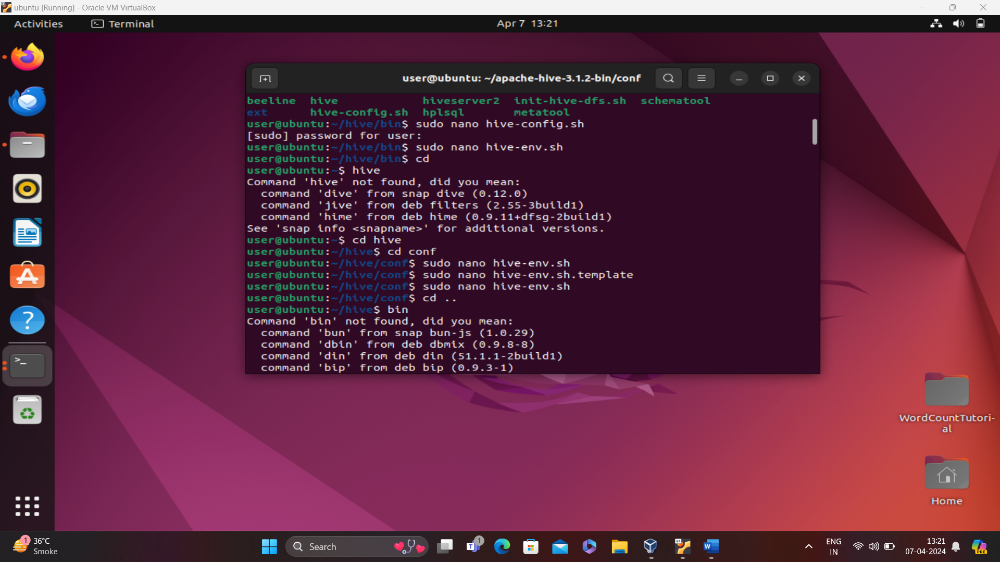 ubuntu [Running] - Oracle VM VirtualBox
Activities
Terminal
Apr 7 13:21
user@ubuntu: ~/apache-hive-3.1.2-bin/conf
beeline hive hiveserver2 init-hive-dfs.sh schematool
ext hive-config.sh hplsql metatool
user@ubuntu:~/hive/bin$ sudo nano hive-config.sh
[sudo] password for user:
user@ubuntu:~/hive/bin$ sudo nano hive-env.sh
user@ubuntu:~/hive/bin$ cd
user@ubuntu:~$ hive
Command 'hive' not found, did you mean:
command 'dive' from snap dive (0.12.0)
command 'jive' from deb filters (2.55-3build1)
command 'hime' from deb hime (0.9.11+dfsg-2build1)
See 'snap info <snapname>' for additional versions.
user@ubuntu:~$ cd hive
user@ubuntu:~/hive$ cd conf
user@ubuntu:~/hive/conf$ sudo nano hive-env.sh
user@ubuntu:~/hive/conf$ sudo nano hive-env.sh.template
user@ubuntu:~/hive/conf$ sudo nano hive-env.sh
user@ubuntu:~/hive/conf$ cd ..
user@ubuntu:~/hive$ bin
Command 'bin' not found, did you mean:
command 'bun' from snap bun-js (1.0.29)
command 'dbin' from deb dbmix (0.9.8-8)
command 'din' from deb din (51.1.1-2build1)
command 'bip' from deb bip (0.9.3-1)
WordCountTutori-
al
Home
1
36°C
Smoke
Search
1
ENG
IN
13:21
07-04-2024
PRE